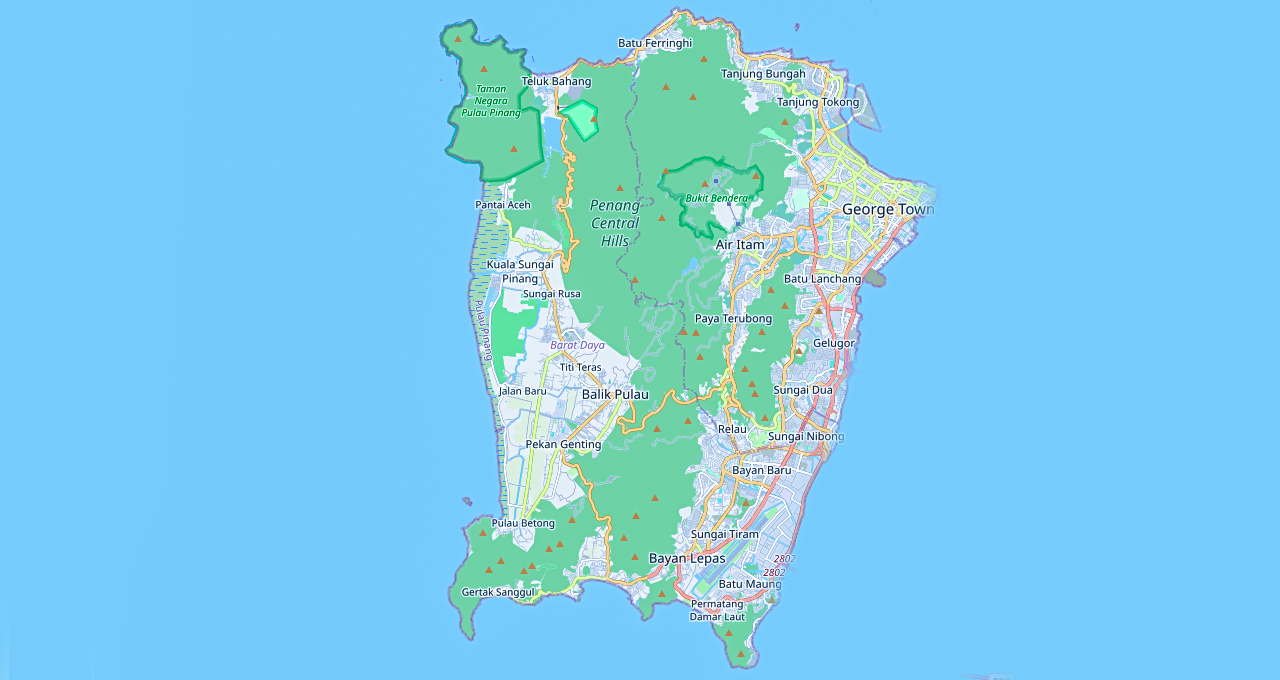 Batu Ferringhi
Tanjung Bungah
Teluk Bahang
Taman
Negara
Pulau Pinang
Tanjung Tokong
Bukit Bendera
Pantai Aceh
Penang
Central
Hills
George Town
Air Itam
Kuala Sungai
Pinang
Batu Lanchang
Sungai Rusa
Pulau Pinang
Paya Terubong
Barat Daya
Gelugor
Titi Teras
Jalan Baru
Balik Pulau
Sungai Dua
Relau
Sungai Nibong
Pekan Genting
Bayan Baru
Pulau Betong
Sungai Tiram
Bayan Lepas
2802
2802
Batu Maung
Gertak Sanggul
Permatang
Damar Laut